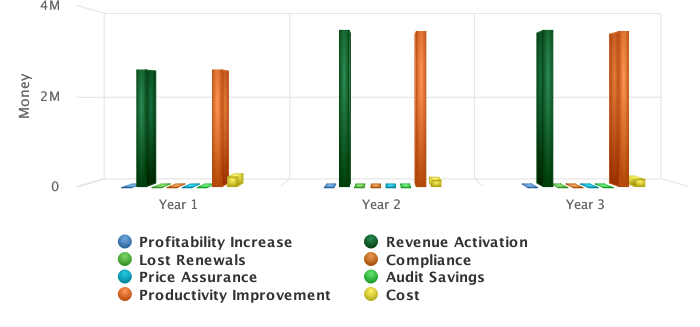 4M
2M
0
Money
Year 1
Year 2
Year 3
Profitability Increase
Revenue Activation
Lost Renewals
Compliance
Price Assurance
Audit Savings
Productivity Improvement
Cost